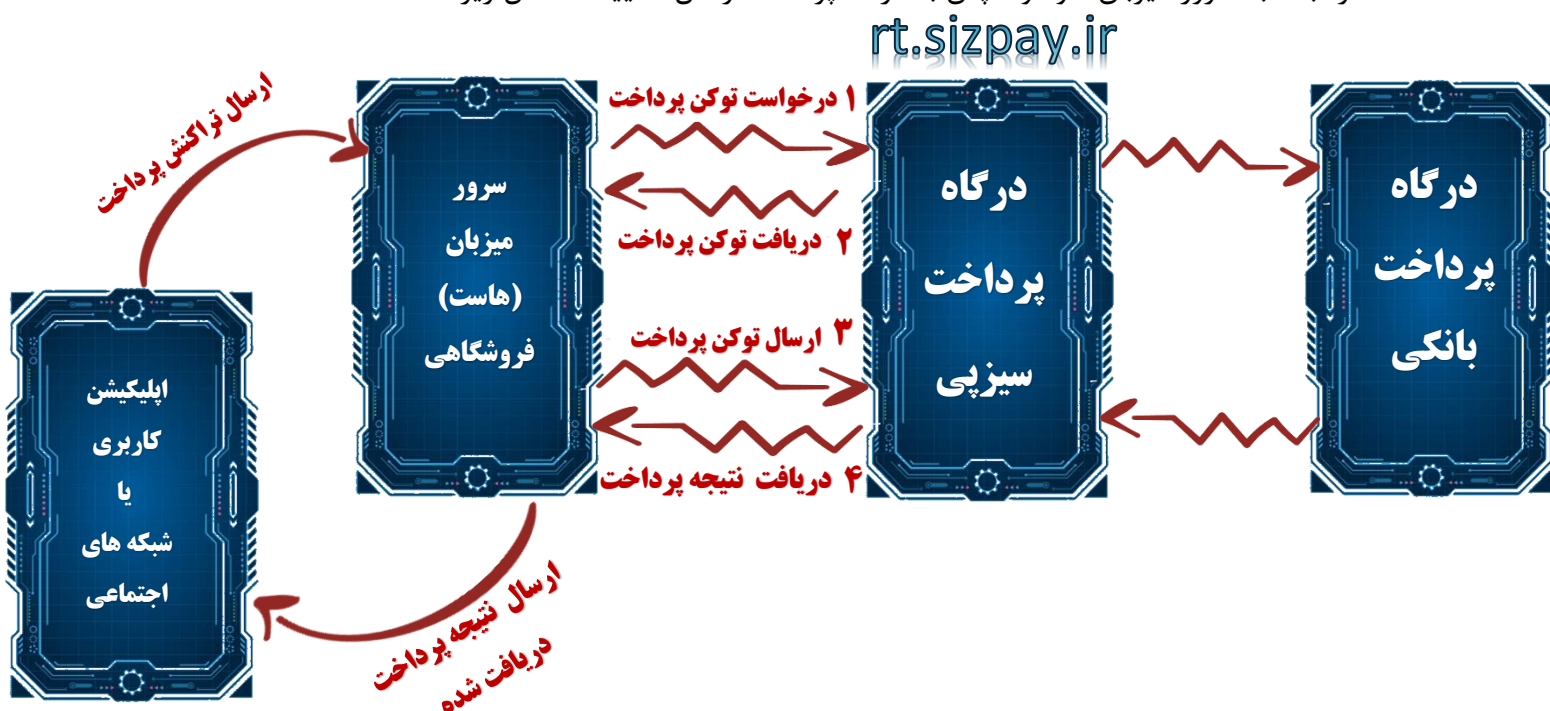 rt.sizpay.ir
ارسال تراکنش پرداخت
۱ درخواست توکن پرداخت
۲ دریافت توکن پرداخت
۳ ارسال توکن پرداخت
۴ دریافت نتیجه پرداخت
درگاه
پرداخت
بانکی
درگاه
پرداخت
سیزپی
سرور
میزبان
(هاست)
فروشگاهی
اپلیکیشن
کاربری
یا
شبکه های
اجتماعی
ارسال نتیجه پرداخت
دریافت شده